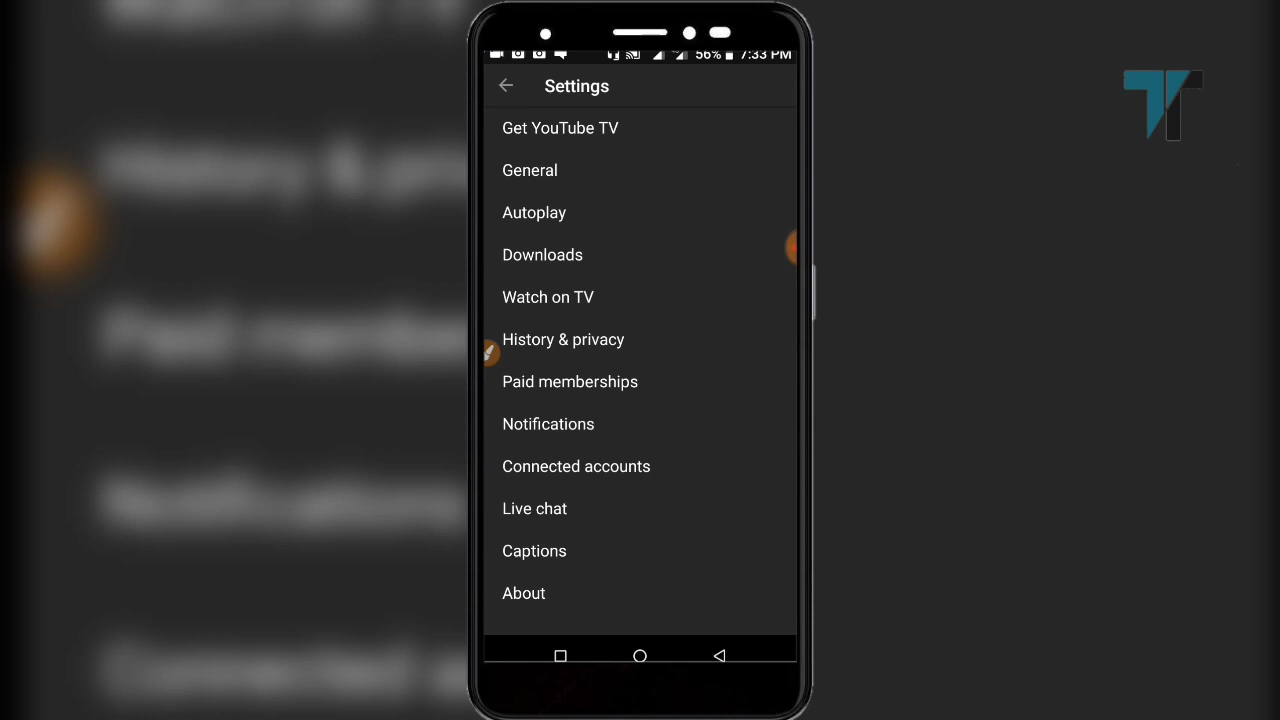 56% 7:33 PM
Settings
Get YouTube TV
General
Autoplay
Downloads
Watch on TV
History & privacy
Paid memberships
Notifications
Connected accounts
Live chat
Captions
About